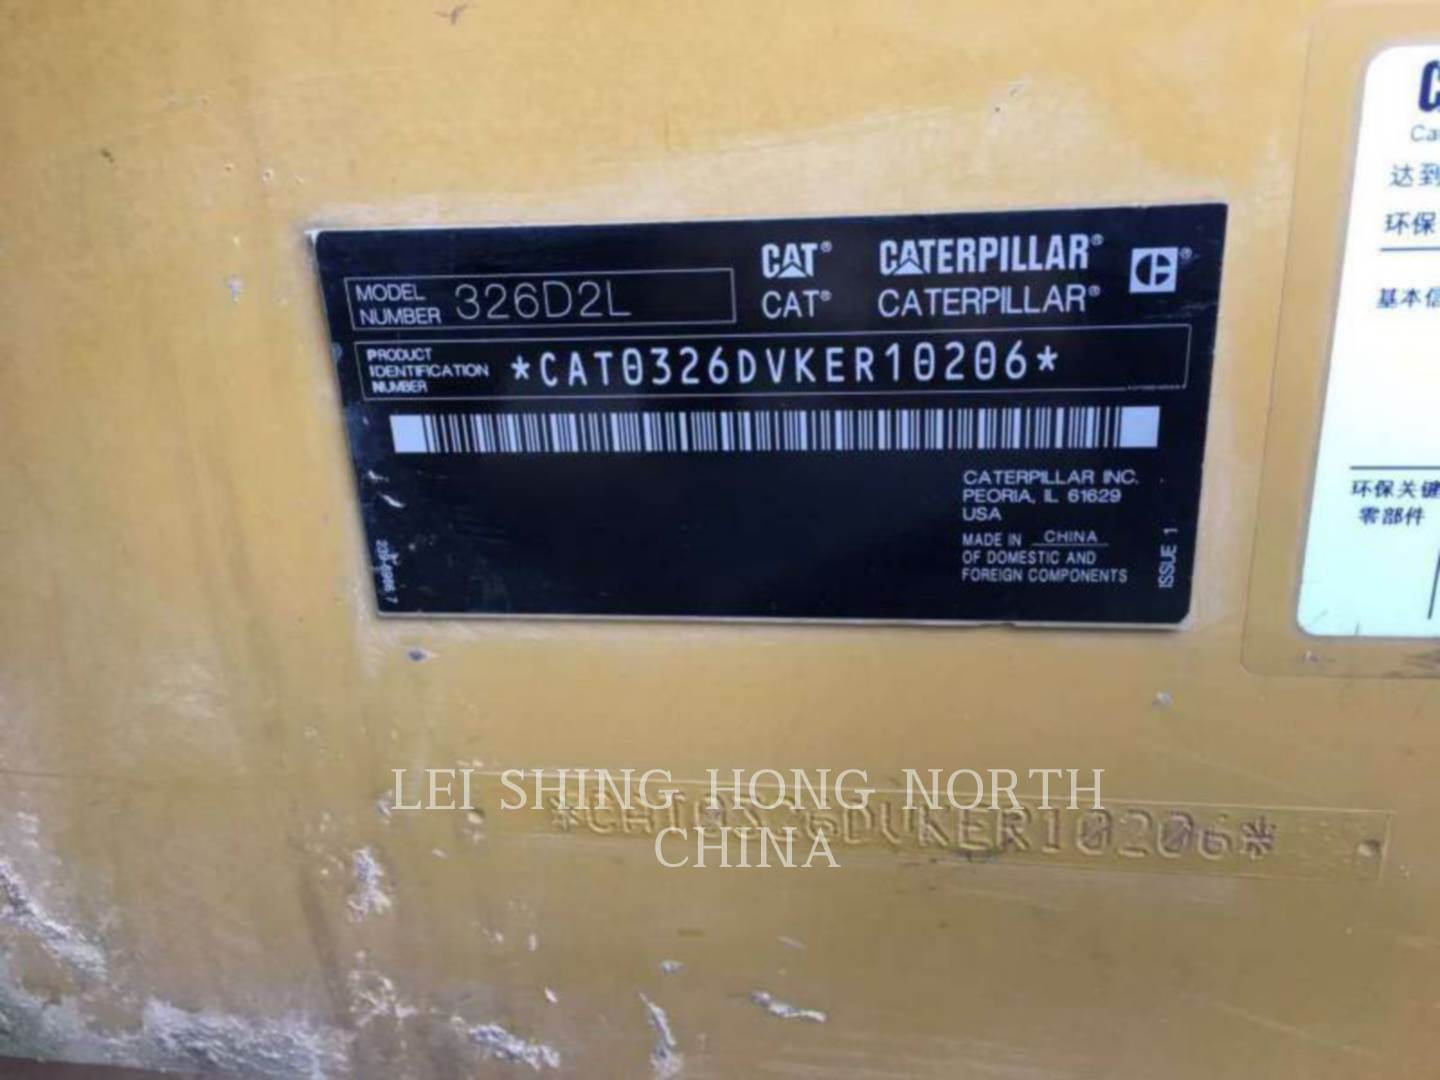 CAT® CATERPILLAR®
CAT® CATERPILLAR®
MODEL NUMBER 326D2L
PRODUCT IDENTIFICATION NUMBER *CAT0326DVKER10206*
CATERPILLAR INC.
PEORIA, IL 61629
USA
MADE IN CHINA
OF DOMESTIC AND
FOREIGN COMPONENTS
ISSUE 1
*CAT0326DVKER10206*
LEI SHING HONG NORTH
CHINA
达到
环保
基本信
环保关键
零部件